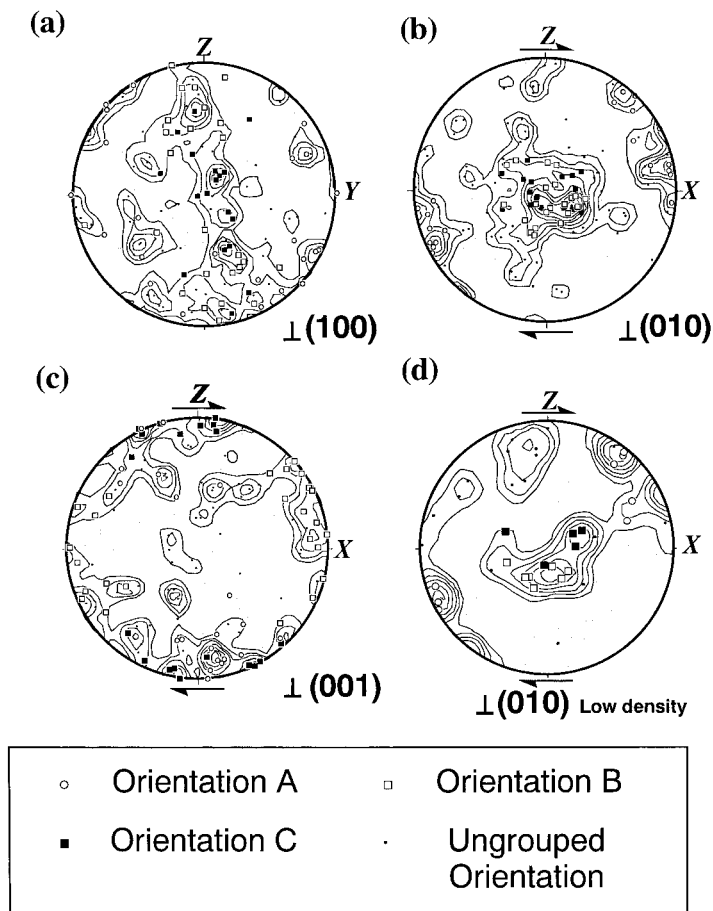 (a)
Z
Y
⊥(100)
(b)
Z
X
⊥(010)
(c)
Z
X
⊥(001)
(d)
Z
X
⊥(010) Low density
Orientation A
Orientation B
Orientation C
Ungrouped
Orientation